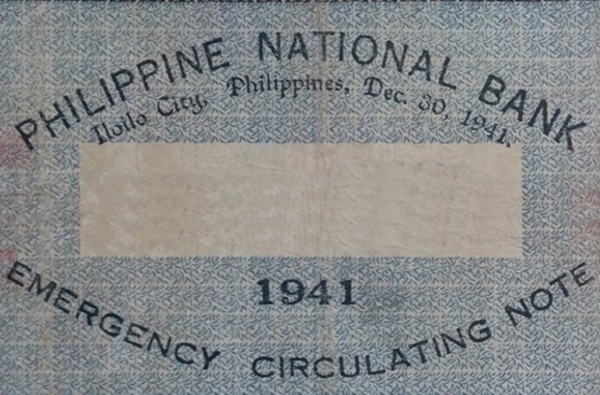 PHILIPPINE NATIONAL BANK
Iloilo City, Philippines, Dec. 30, 1941.
1941
EMERGENCY CIRCULATING NOTE